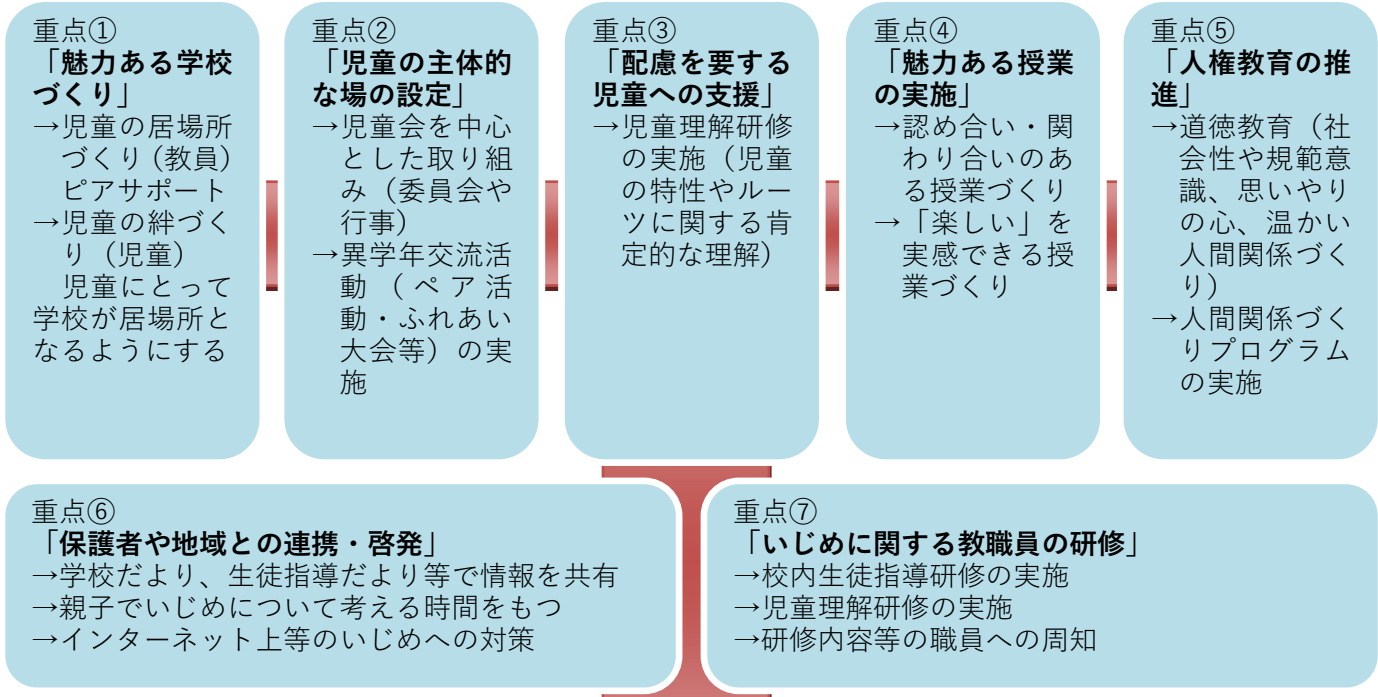 重点①
「魅力ある学校
づくり」
→児童の居場所
づくり（教員）
ピアサポート
→児童の絆づく
り（児童）
児童にとって
学校が居場所と
なるようにする
重点②
「児童の主体的
な場の設定」
→児童会を中心
とした取り組
み（委員会や
行事）
→異学年交流活
動（ペア活
動・ふれあい
大会等）の実
施
重点③
「配慮を要する
児童への支援」
→児童理解研修
の実施（児童
の特性やルー
ツに関する肯
定的な理解）
重点④
「魅力ある授業
の実施」
→認め合い・関
わり合いのあ
る授業づくり
→「楽しい」を
実感できる授
業づくり
重点⑤
「人権教育の推
進」
→道徳教育（社
会性や規範意
識、思いやり
の心、温かい
人間関係づく
り）
→人間関係づく
りプログラム
の実施
重点⑥
「保護者や地域との連携・啓発」
→学校だより、生徒指導だより等で情報を共有
→親子でいじめについて考える時間をもつ
→インターネット上等のいじめへの対策
重点⑦
「いじめに関する教職員の研修」
→校内生徒指導研修の実施
→児童理解研修の実施
→研修内容等の職員への周知